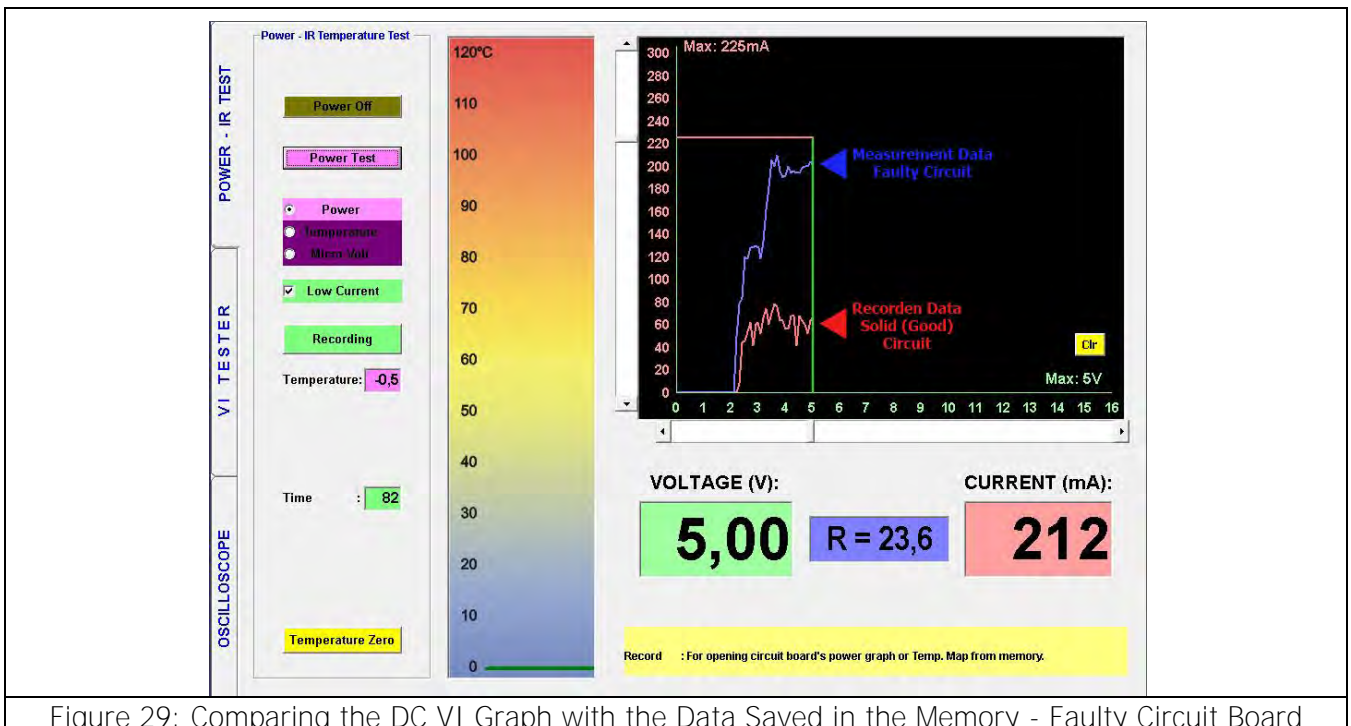 POWER - IR TEST
VI TESTER
OSCILLOSCOPE
Power - IR Temperature Test
Power Off
Power Test
Power
Temperature
Micro Volt
Low Current
Recording
Temperature: -0,5
Time : 82
Temperature Zero
120°C
110
100
90
80
70
60
50
40
30
20
10
0
Max: 225mA
300
280
260
240
220
200
180
160
140
120
100
80
60
40
20
0
Measurement Data
Faulty Circuit
Recorden Data
Solid (Good)
Circuit
Clr
Max: 5V
0 1 2 3 4 5 6 7 8 9 10 11 12 13 14 15 16
VOLTAGE (V): CURRENT (mA):
5,00 R = 23,6 212
Record : For opening circuit board's power graph or Temp. Map from memory.
Figure 29: Comparing the DC VI Graph with the Data Saved in the Memory - Faulty Circuit Board